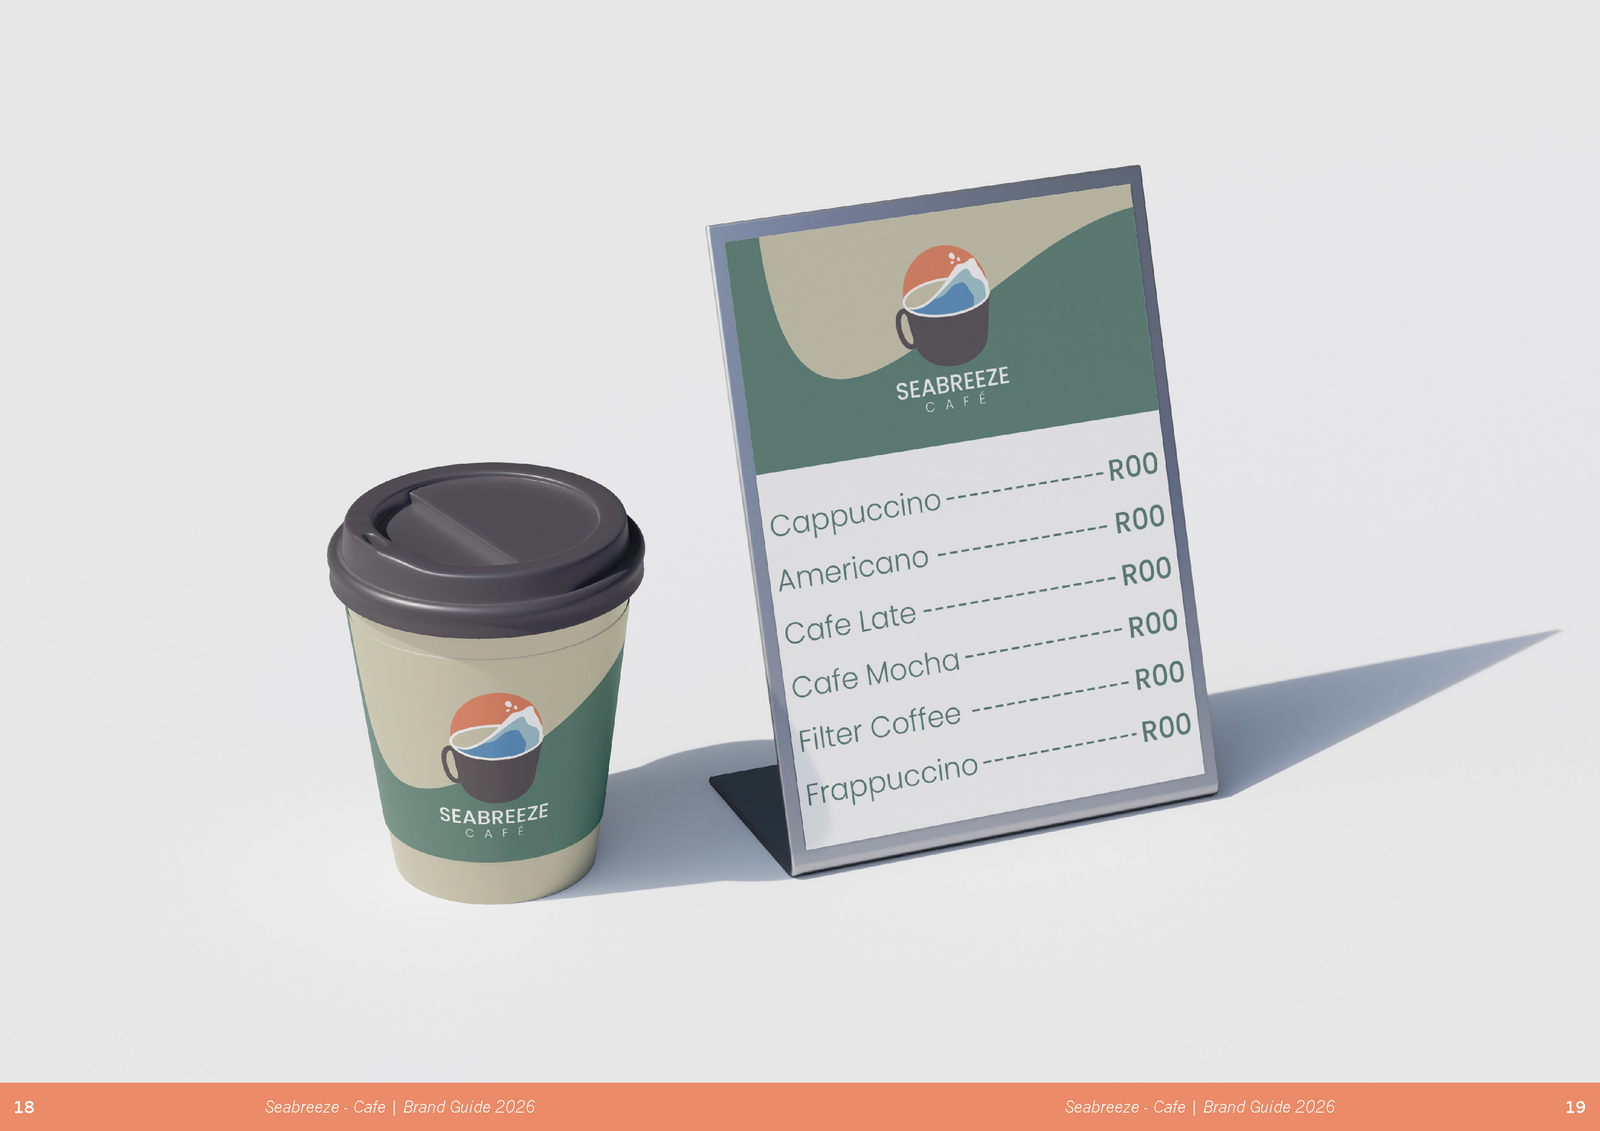 SEABREEZE
CAFÉ
Cappuccino ----------------- R00
Americano ------------------ R00
Cafe Late --------------------- R00
Cafe Mocha ---------------- R00
Filter Coffee ---------------- R00
Frappuccino ---------------- R00
SEABREEZE
CAFÉ
18
Seabreeze - Cafe | Brand Guide 2026
Seabreeze - Cafe | Brand Guide 2026
19